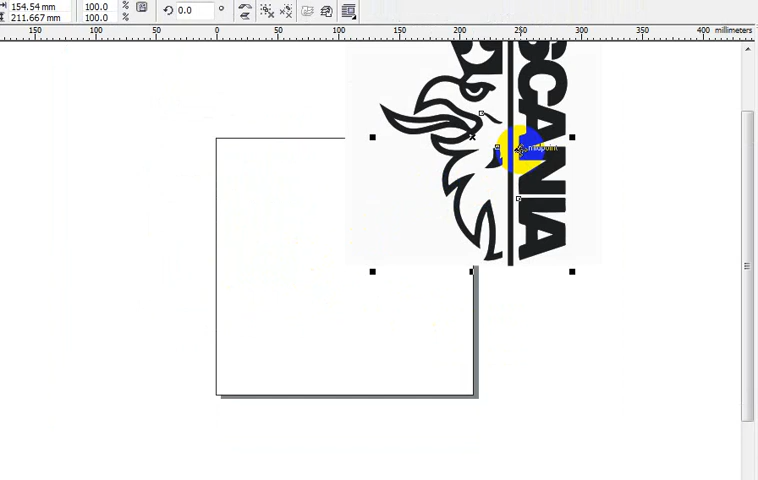 154.54 mm 100.0 %
211.667 mm 100.0 %
0.0 °
150 100 50 0 50 100 150 200 250 300 350 400 millimeters
SCANIA
midpoint